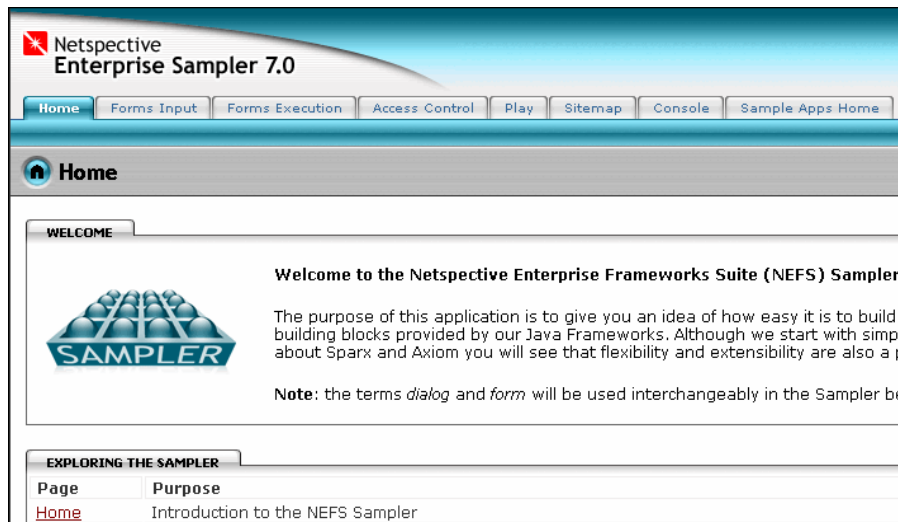 Netspective
Enterprise Sampler 7.0
Home Forms Input Forms Execution Access Control Play Sitemap Console Sample Apps Home
Home
WELCOME
SAMPLER
Welcome to the Netspective Enterprise Frameworks Suite (NEFS) Sampler
The purpose of this application is to give you an idea of how easy it is to build
building blocks provided by our Java Frameworks. Although we start with simp
about Sparx and Axiom you will see that flexibility and extensibility are also a p
Note: the terms dialog and form will be used interchangeably in the Sampler be
EXPLORING THE SAMPLER
Page Purpose
Home Introduction to the NEFS Sampler